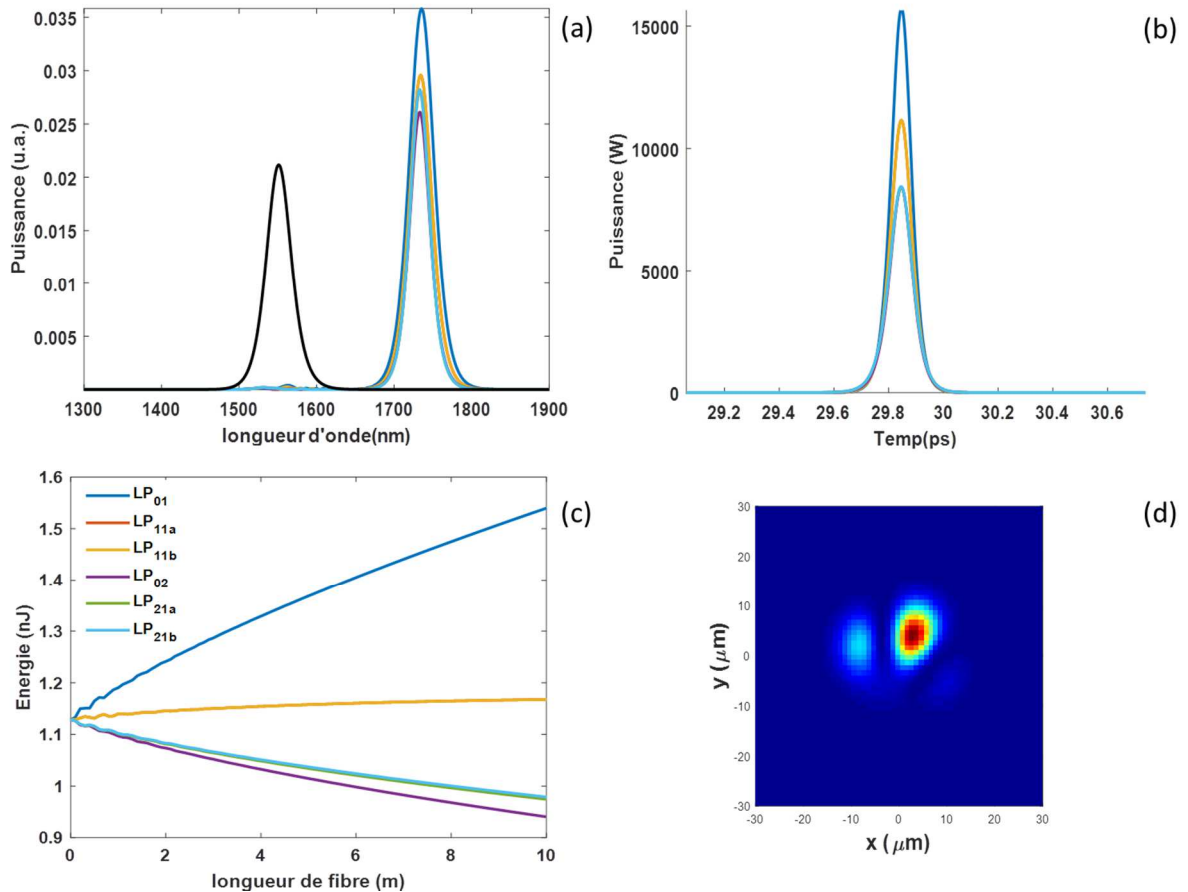 (a)
Puissance (u.a.)
0.035
0.03
0.025
0.02
0.015
0.01
0.005
1300 1400 1500 1600 1700 1800 1900
longueur d'onde(nm)
(b)
Puissance (W)
15000
10000
5000
0
29.2 29.4 29.6 29.8 30 30.2 30.4 30.6
Temp(ps)
(c)
Energie (nJ)
1.6
1.5
1.4
1.3
1.2
1.1
1
0.9
LP01
LP11a
LP11b
LP02
LP21a
LP21b
0 2 4 6 8 10
longueur de fibre (m)
(d)
y ( μm)
30
20
10
0
-10
-20
-30
-30 -20 -10 0 10 20 30
x ( μm)